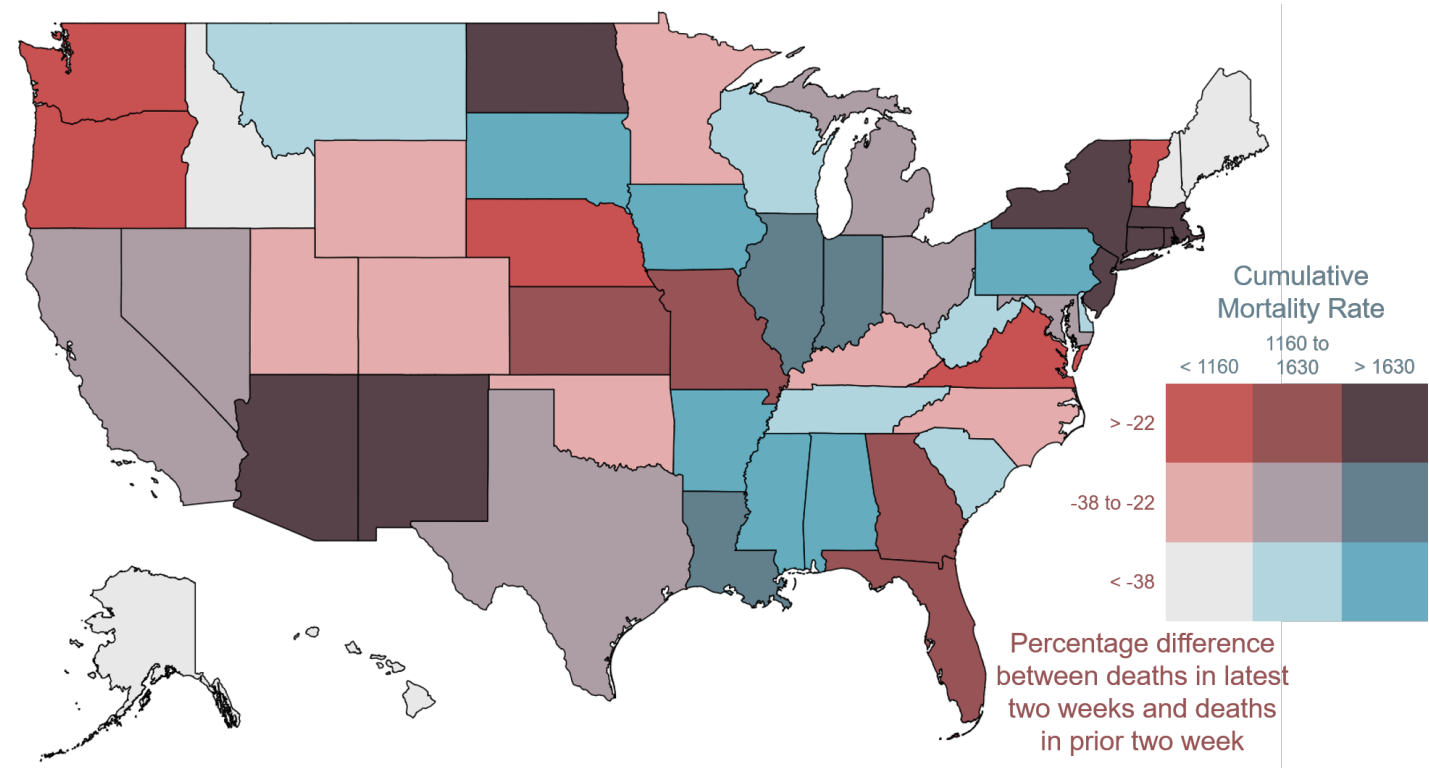 Cumulative
Mortality Rate
1160 to
< 1160 1630 > 1630
> -22
-38 to -22
< -38
Percentage difference
between deaths in latest
two weeks and deaths
in prior two week